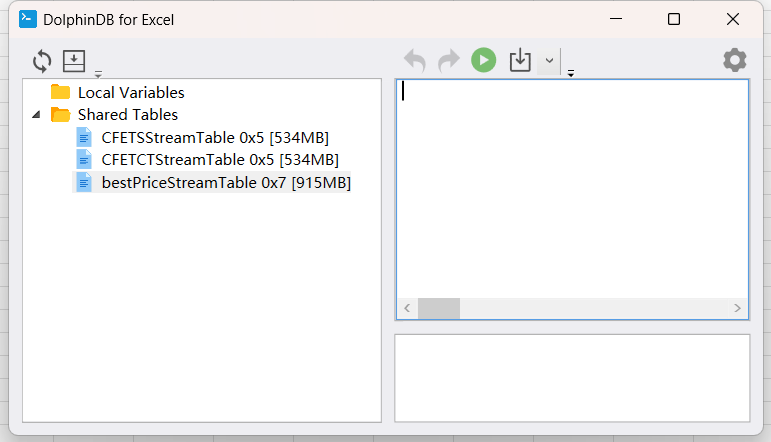 DolphinDB for Excel
Local Variables
Shared Tables
CFETSStreamTable 0x5 [534MB]
CFETCTStreamTable 0x5 [534MB]
bestPriceStreamTable 0x7 [915MB]